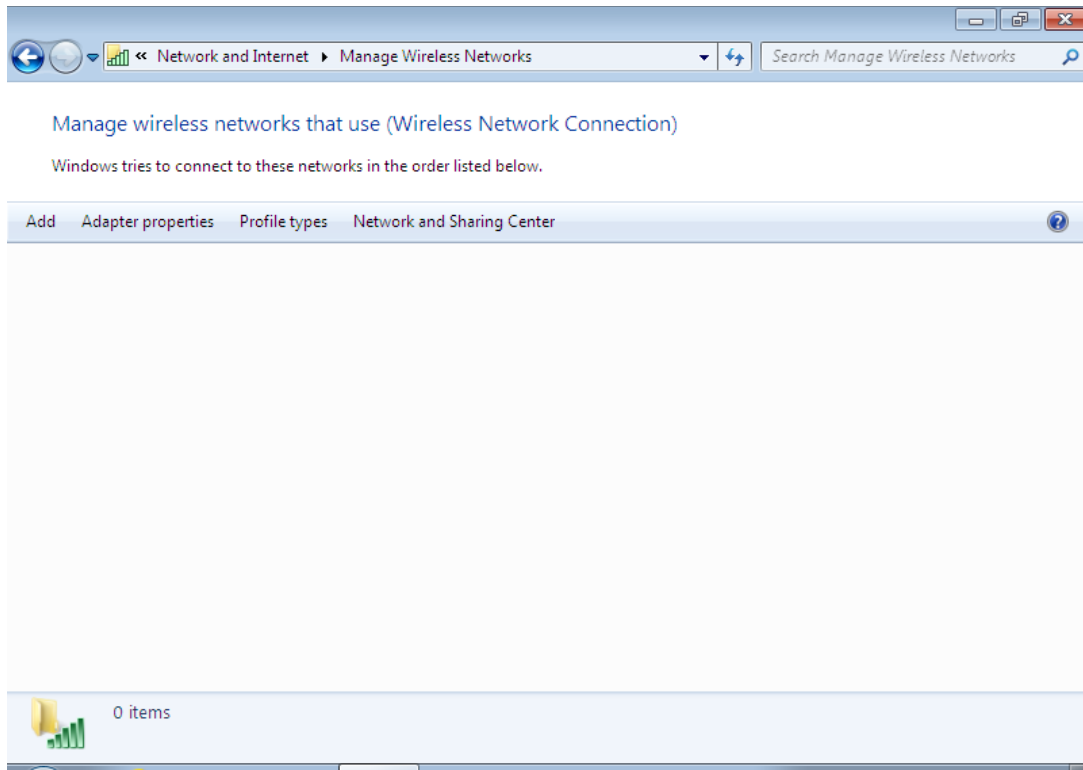 « Network and Internet ▸ Manage Wireless Networks
Search Manage Wireless Networks
Manage wireless networks that use (Wireless Network Connection)
Windows tries to connect to these networks in the order listed below.
Add Adapter properties Profile types Network and Sharing Center
0 items